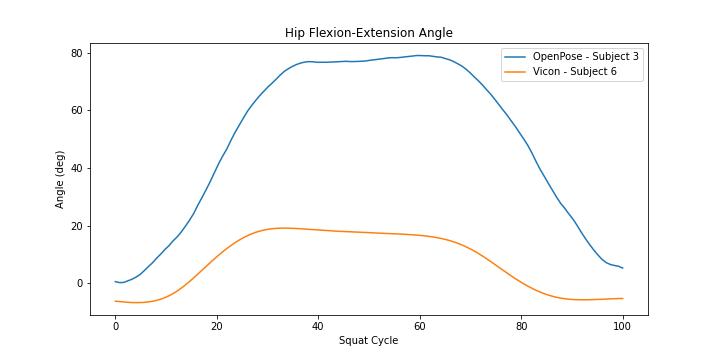 Hip Flexion-Extension Angle
OpenPose - Subject 3
Vicon - Subject 6
80
60
40
20
0
Angle (deg)
0 20 40 60 80 100
Squat Cycle